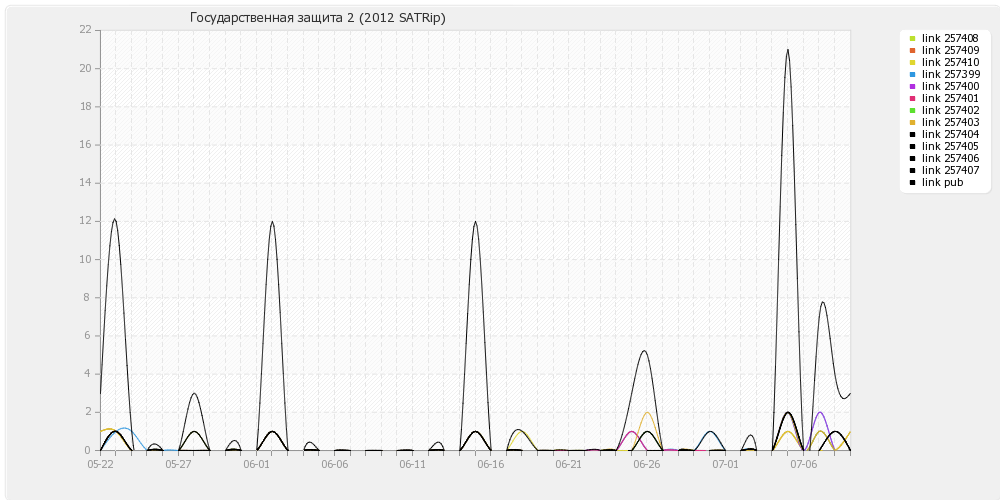 Государственная защита 2 (2012 SATRip)
22
20
18
16
14
12
10
8
6
4
2
0
05-22 05-27 06-01 06-06 06-11 06-16 06-21 06-26 07-01 07-06
link 257408
link 257409
link 257410
link 257399
link 257400
link 257401
link 257402
link 257403
link 257404
link 257405
link 257406
link 257407
link pub